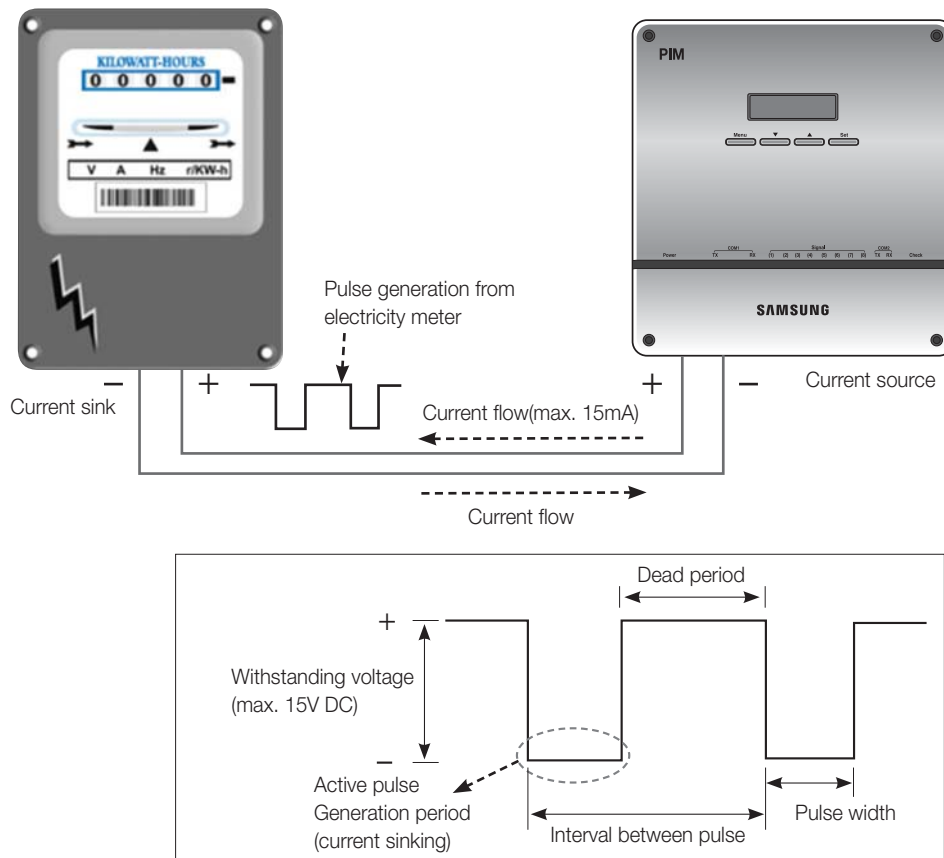 KILOWATT-HOURS
0 0 0 0 0
V A Hz r/KW-h
PIM
Menu ▼ ▲ Set
COM1 Signal COM2
Power TX RX (1) (2) (3) (4) (5) (6) (7) (8) TX RX Check
SAMSUNG
Pulse generation from
electricity meter
− + + −
Current sink
Current source
Current flow(max. 15mA)
Current flow
Dead period
+
Withstanding voltage
(max. 15V DC)
−
Active pulse
Generation period
(current sinking)
Interval between pulse
Pulse width